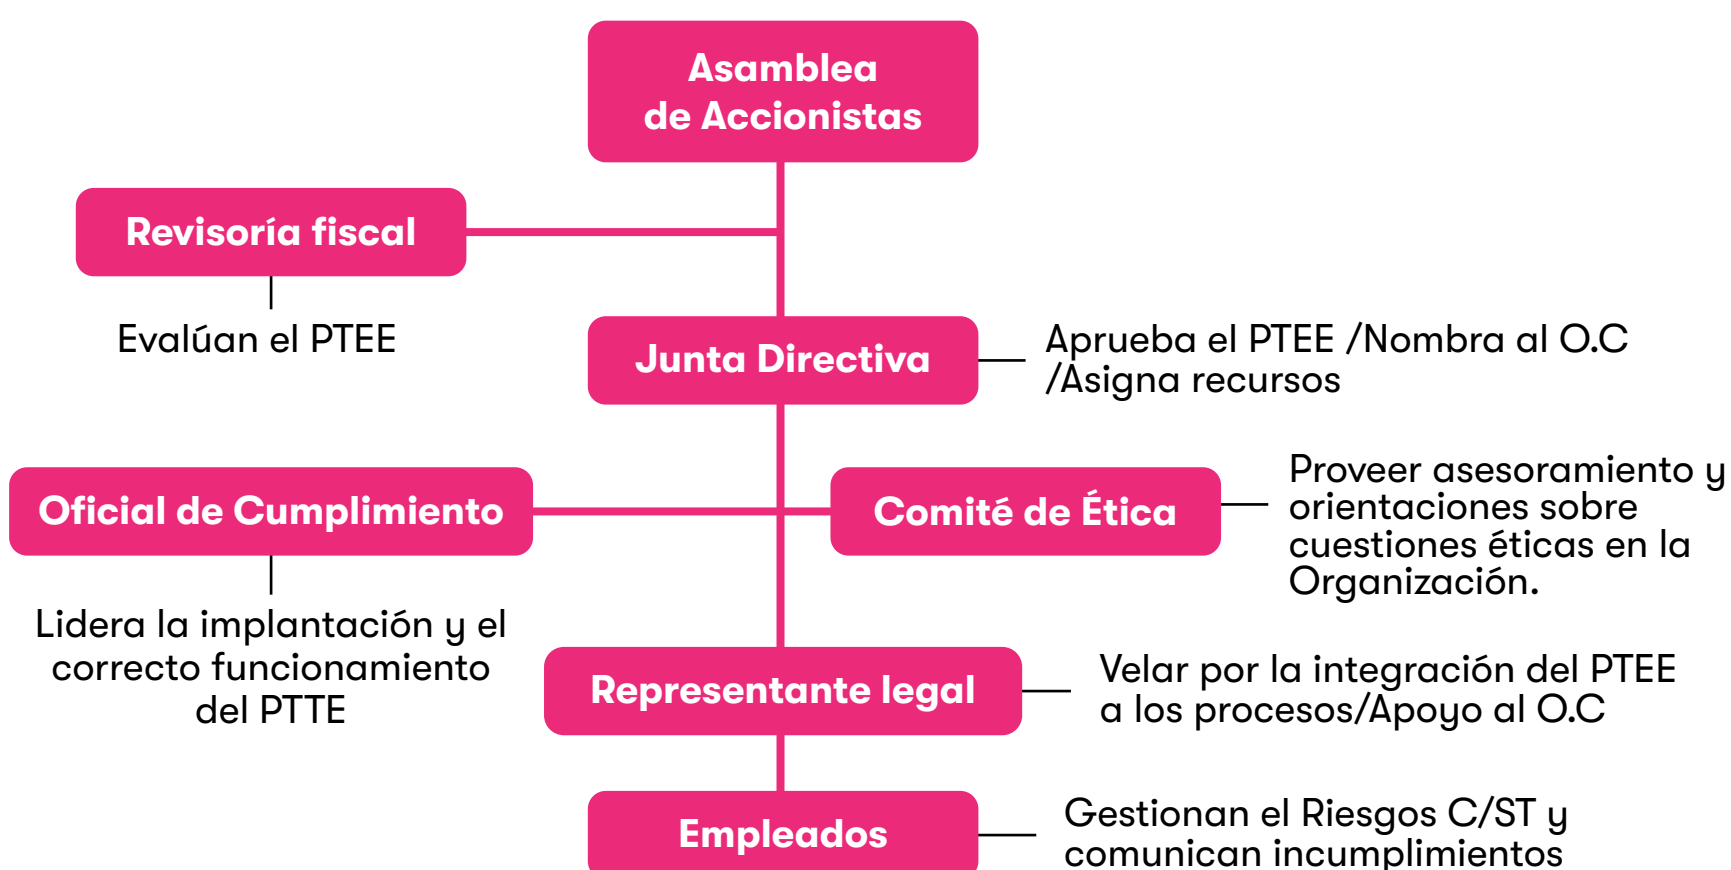 Asamblea
de Accionistas
Revisoría fiscal
Evalúan el PTEE
Junta Directiva
Aprueba el PTEE /Nombra al O.C
/Asigna recursos
Oficial de Cumplimiento
Lidera la implantación y el
correcto funcionamiento
del PTTE
Comité de Ética
Proveer asesoramiento y
orientaciones sobre
cuestiones éticas en la
Organización.
Representante legal
Velar por la integración del PTEE
a los procesos/Apoyo al O.C
Empleados
Gestionan el Riesgos C/ST y
comunican incumplimientos